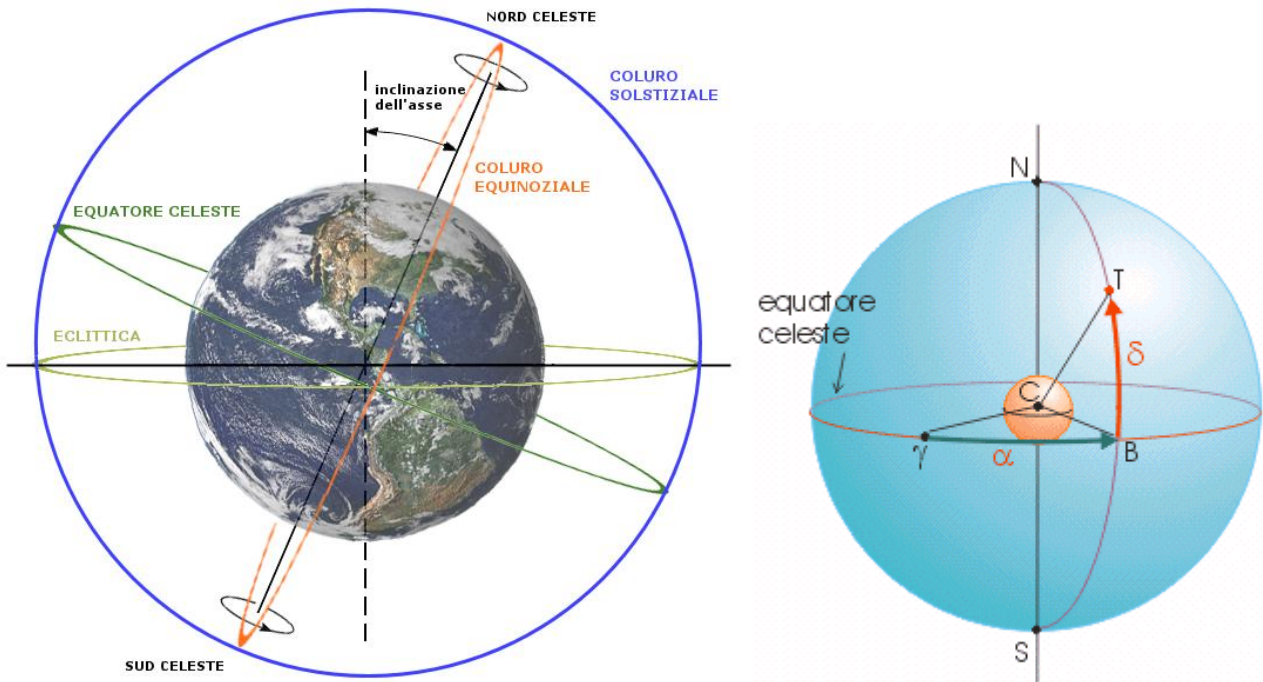 NORD CELESTE
COLURO
SOLSTIZIALE
inclinazione
dell'asse
COLURO
EQUINOZIALE
EQUATORE CELESTE
ECLITTICA
SUD CELESTE
N
T
equatore
celeste
δ
C
γ
α
B
S